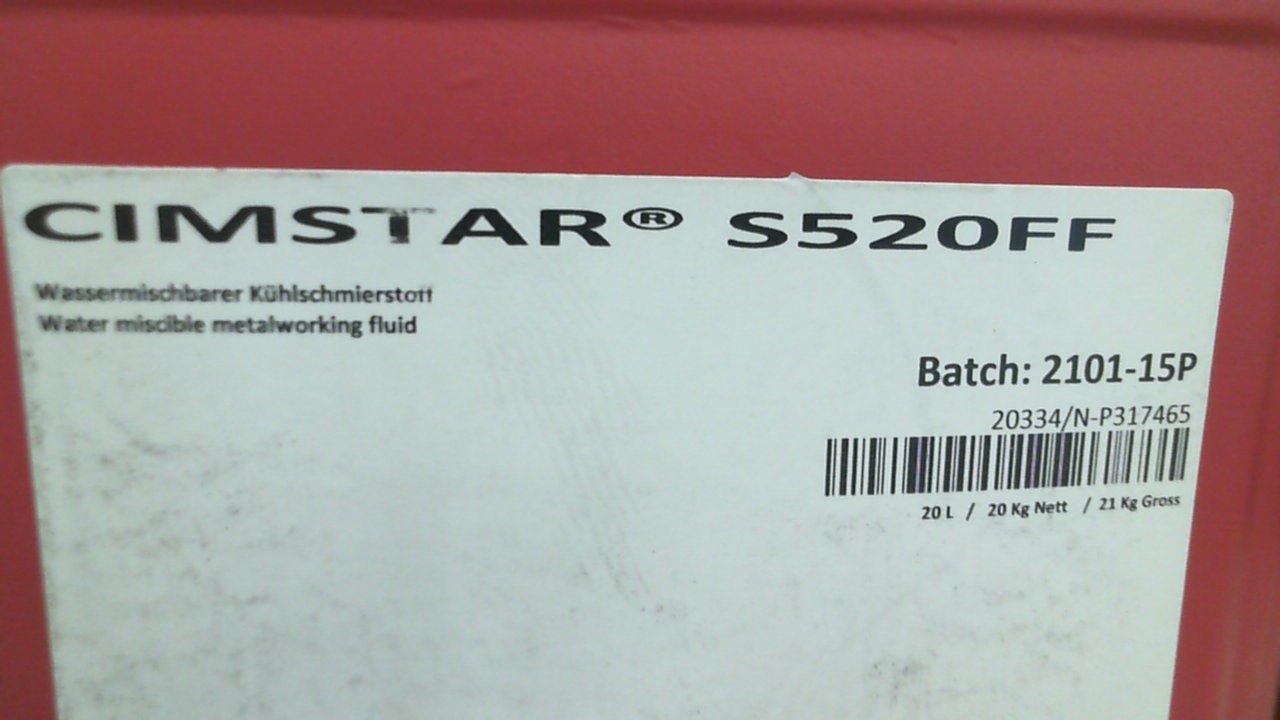 CIMSTAR® S520FF
Wassermischbarer Kühlschmierstoff
Water miscible metalworking fluid
Batch: 2101-15P
20334/N-P317465
20 L / 20 Kg Nett / 21 Kg Gross